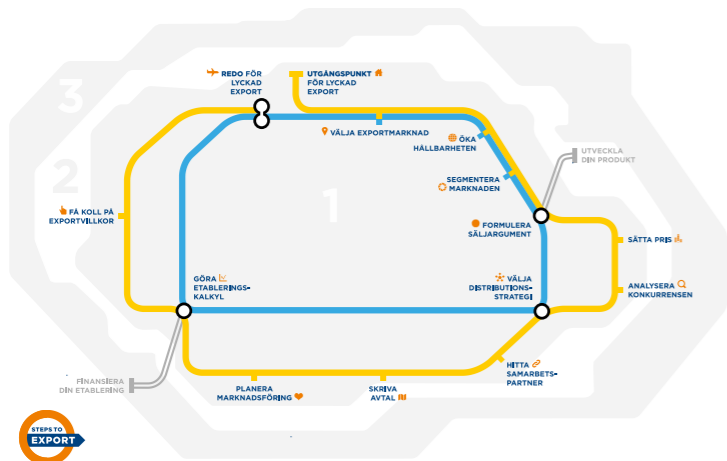 REDO FÖR
LYCKAD
EXPORT
UTGÅNGSPUNKT
FÖR LYCKAD
EXPORT
3
VÄLJA EXPORTMARKNAD
ÖKA
HÅLLBARHETEN
UTVECKLA
DIN PRODUKT
2
SEGMENTERA
MARKNADEN
1
FÅ KOLL PÅ
EXPORTVILLKOR
FORMULERA
SÄLJARGUMENT
SÄTTA PRIS
GÖRA
ETABLERINGS-
KALKYL
VÄLJA
DISTRIBUTIONS-
STRATEGI
ANALYSERA
KONKURRENSEN
FINANSIERA
DIN ETABLERING
PLANERA
MARKNADSFÖRING
SKRIVA
AVTAL
HITTA
SAMARBETS-
PARTNER
STEPS TO
EXPORT